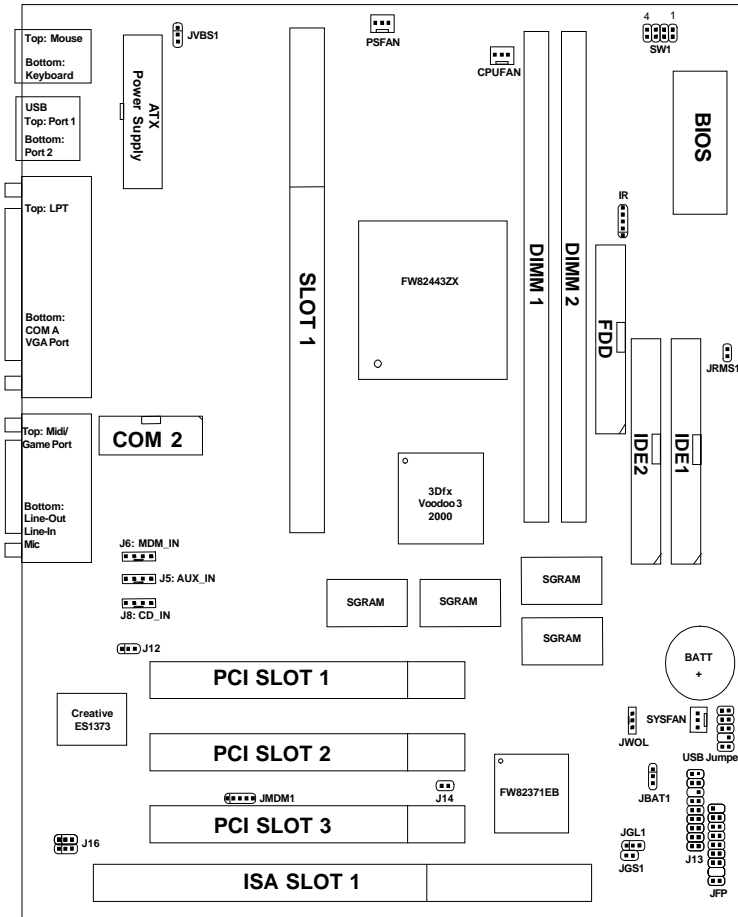 Top: Mouse
Bottom:
Keyboard
JVBS1
PSFAN
CPUFAN
4 1
SW1
USB
Top: Port 1
Bottom:
Port 2
ATX
Power Supply
BIOS
IR
Top: LPT
Bottom:
COM A
VGA Port
SLOT 1
FW82443ZX
DIMM 1
DIMM 2
FDD
JRMS1
IDE2
IDE1
Top: Midi/
Game Port
Bottom:
Line-Out
Line-In
Mic
COM 2
3Dfx
Voodoo 3
2000
J6: MDM_IN
J5: AUX_IN
J8: CD_IN
SGRAM
SGRAM
SGRAM
SGRAM
J12
BATT
+
PCI SLOT 1
Creative
ES1373
JWOL
SYSFAN
USB Jumpe
PCI SLOT 2
FW82371EB
JBAT1
J14
JMDM1
PCI SLOT 3
J16
JGL1
JGS1
J13
JFP
ISA SLOT 1